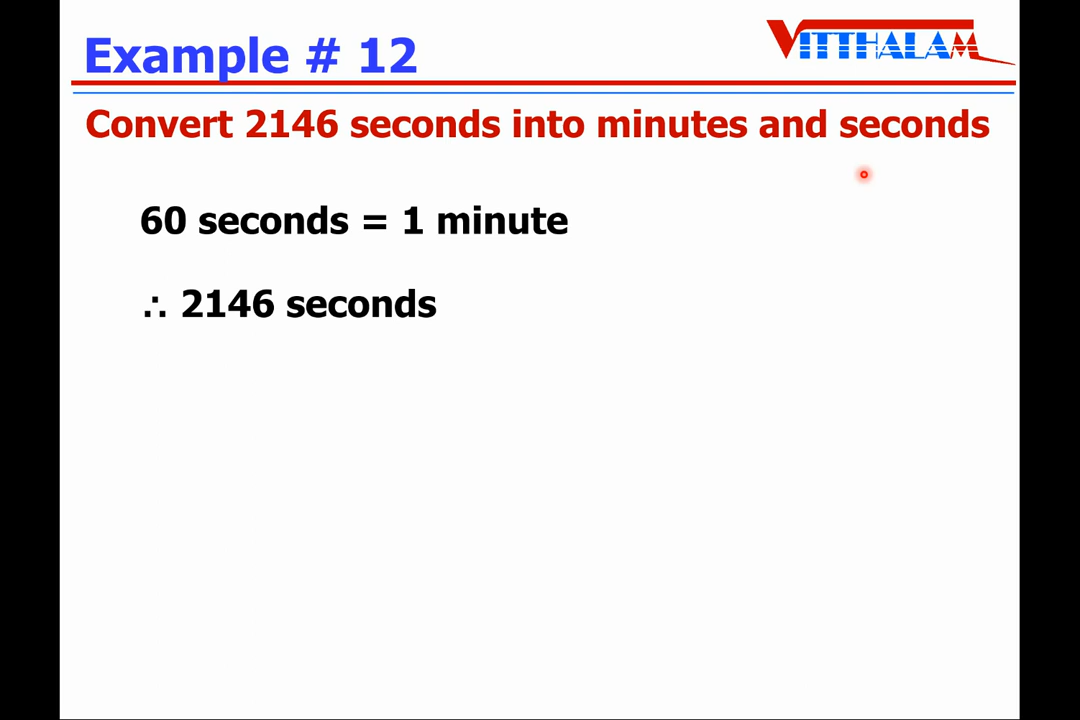 Example # 12
VITTHALAM
Convert 2146 seconds into minutes and seconds
60 seconds = 1 minute
∴ 2146 seconds